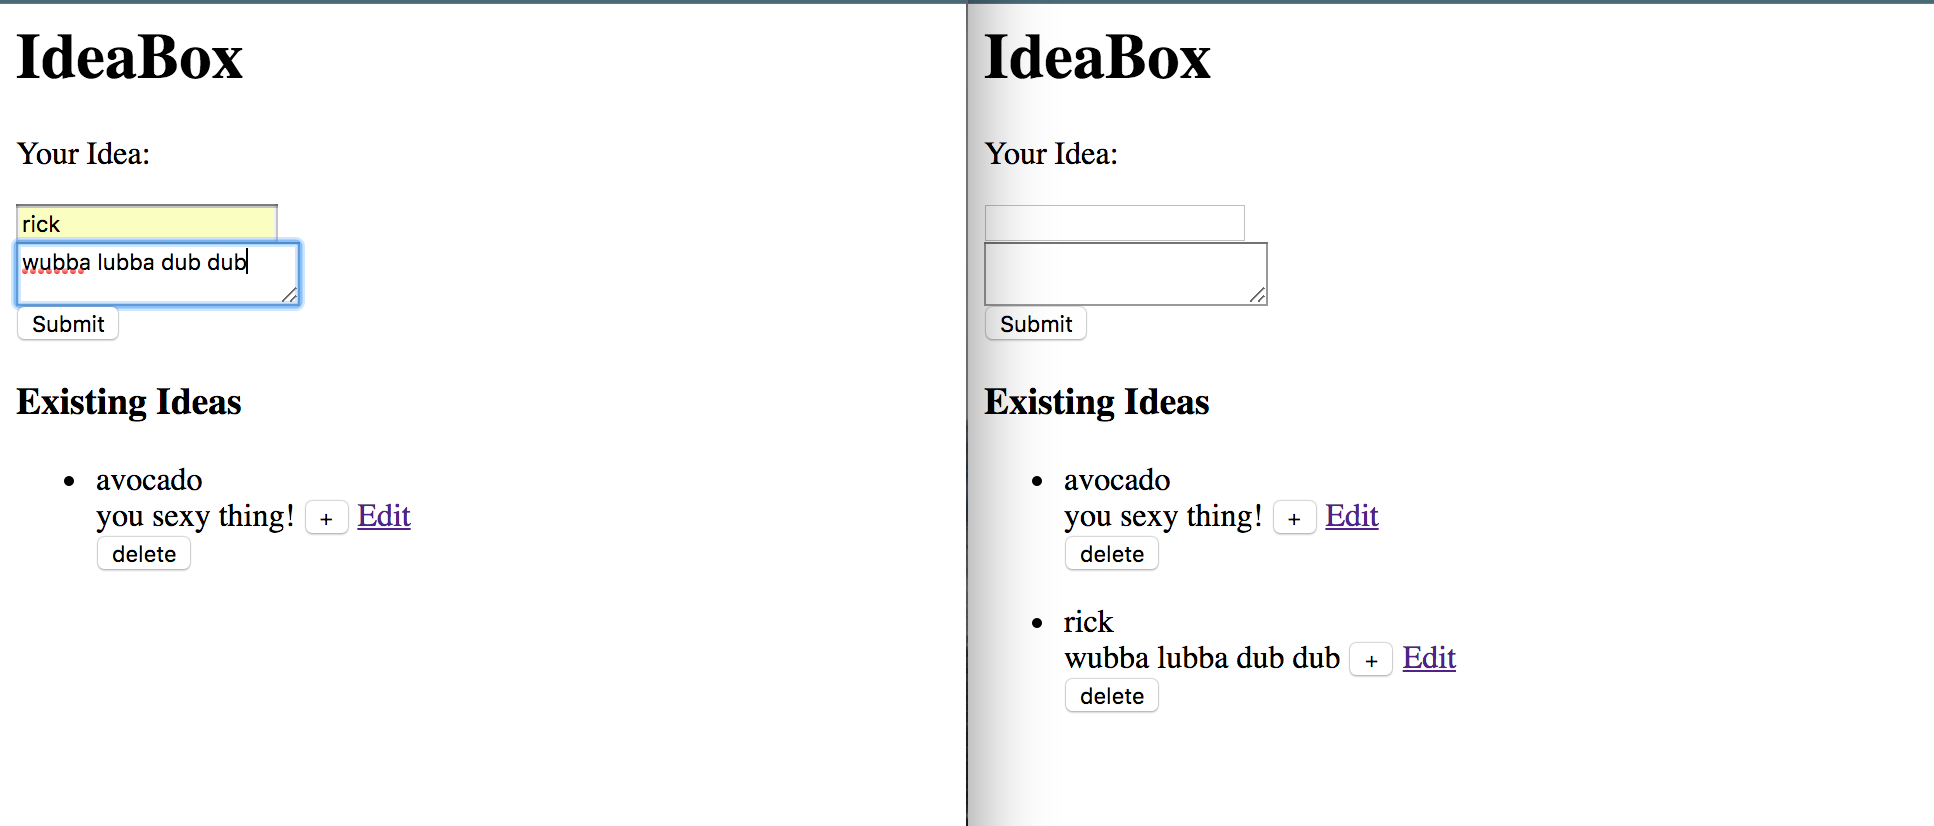 IdeaBox
Your Idea:
rick
wubba lubba dub dub
Submit
Existing Ideas
avocado
you sexy thing! + Edit
delete
IdeaBox
Your Idea:
Submit
Existing Ideas
avocado
you sexy thing! + Edit
delete
rick
wubba lubba dub dub + Edit
delete